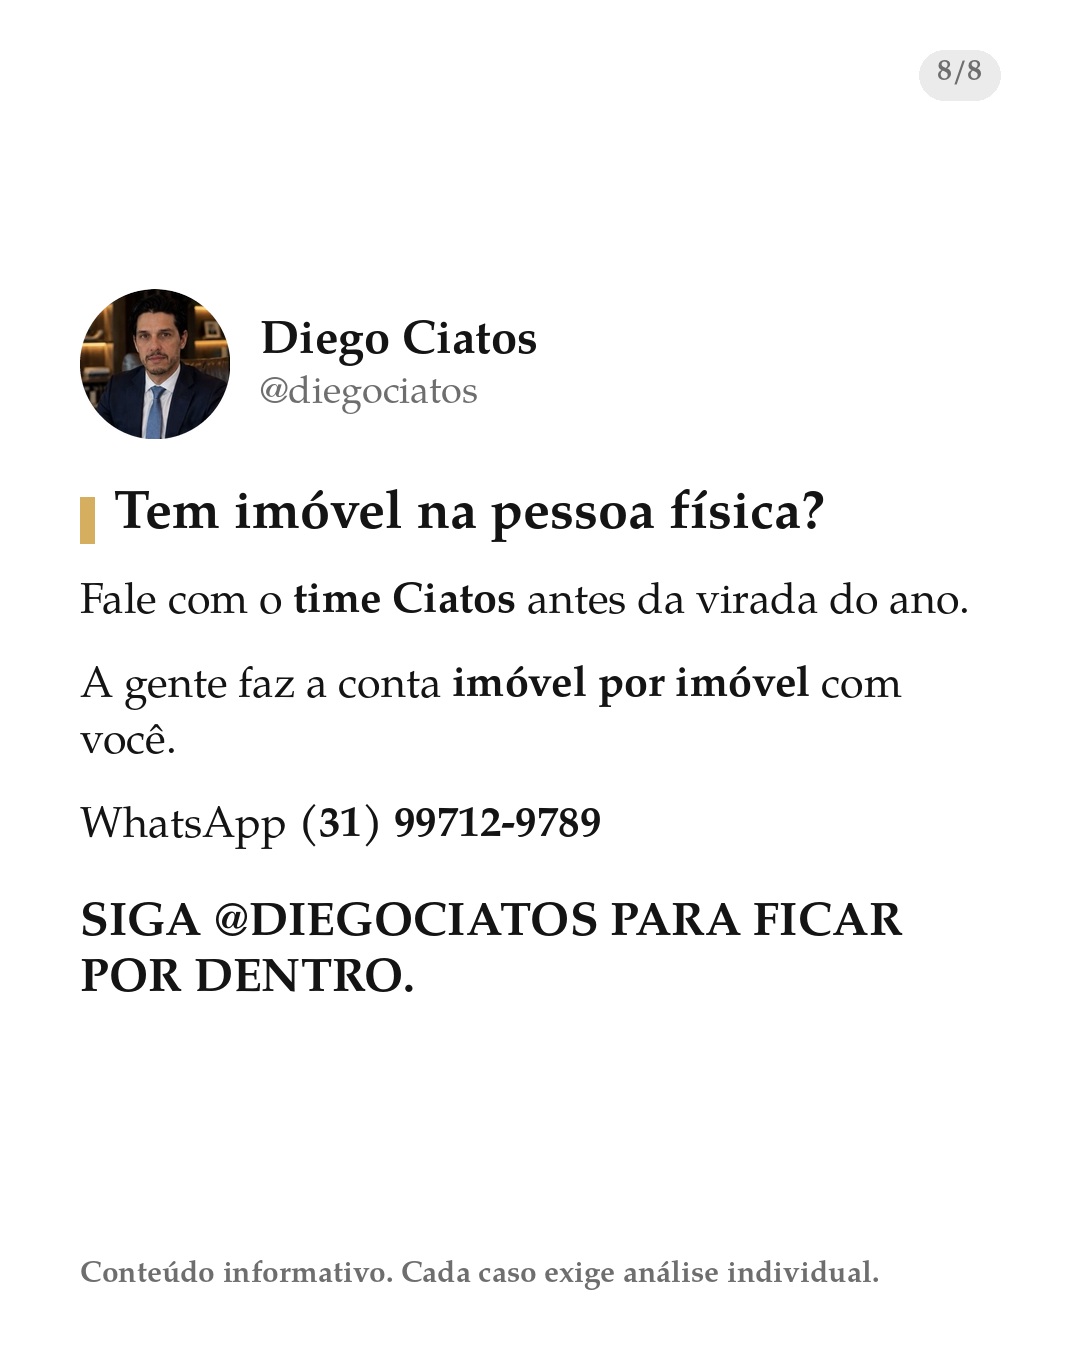 8/8
Diego Ciatos
@diegociatos
Tem imóvel na pessoa física?
Fale com o time Ciatos antes da virada do ano.
A gente faz a conta imóvel por imóvel com
você.
WhatsApp (31) 99712-9789
SIGA @DIEGOCIATOS PARA FICAR
POR DENTRO.
Conteúdo informativo. Cada caso exige análise individual.